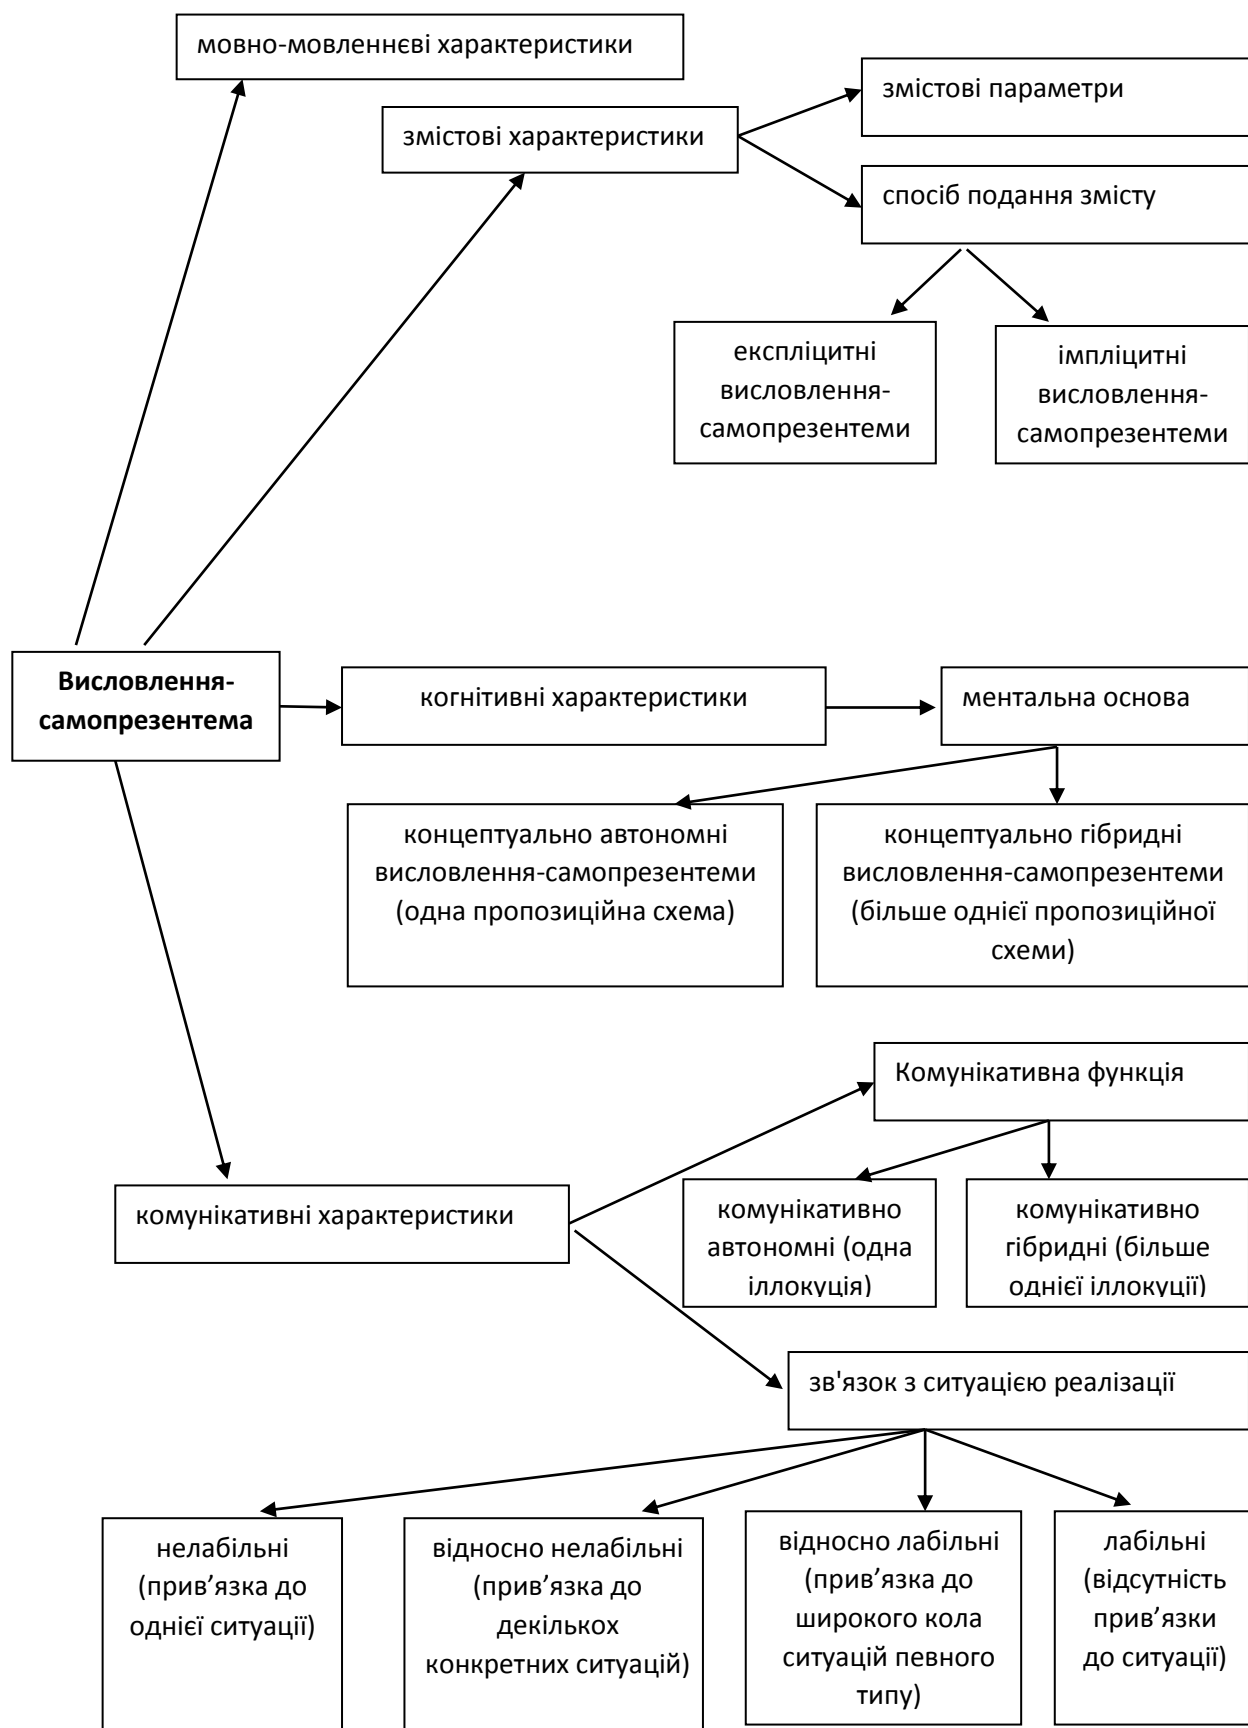 мовно-мовленнєві характеристики
змістові параметри
змістові характеристики
спосіб подання змісту
експліцитні
висловлення-
самопрезентеми
імпліцитні
висловлення-
самопрезентеми
Висловлення-
самопрезентема
когнітивні характеристики
ментальна основа
концептуально автономні
висловлення-самопрезентеми
(одна пропозиційна схема)
концептуально гібридні
висловлення-самопрезентеми
(більше однієї пропозиційної
схеми)
Комунікативна функція
комунікативні характеристики
комунікативно
автономні (одна
іллокуція)
комунікативно
гібридні (більше
однієї іллокуції)
зв'язок з ситуацією реалізації
нелабільні
(прив’язка до
однієї ситуації)
відносно нелабільні
(прив’язка до
декількох
конкретних ситуацій)
відносно лабільні
(прив’язка до
широкого кола
ситуацій певного
типу)
лабільні
(відсутність
прив’язки
до ситуації)